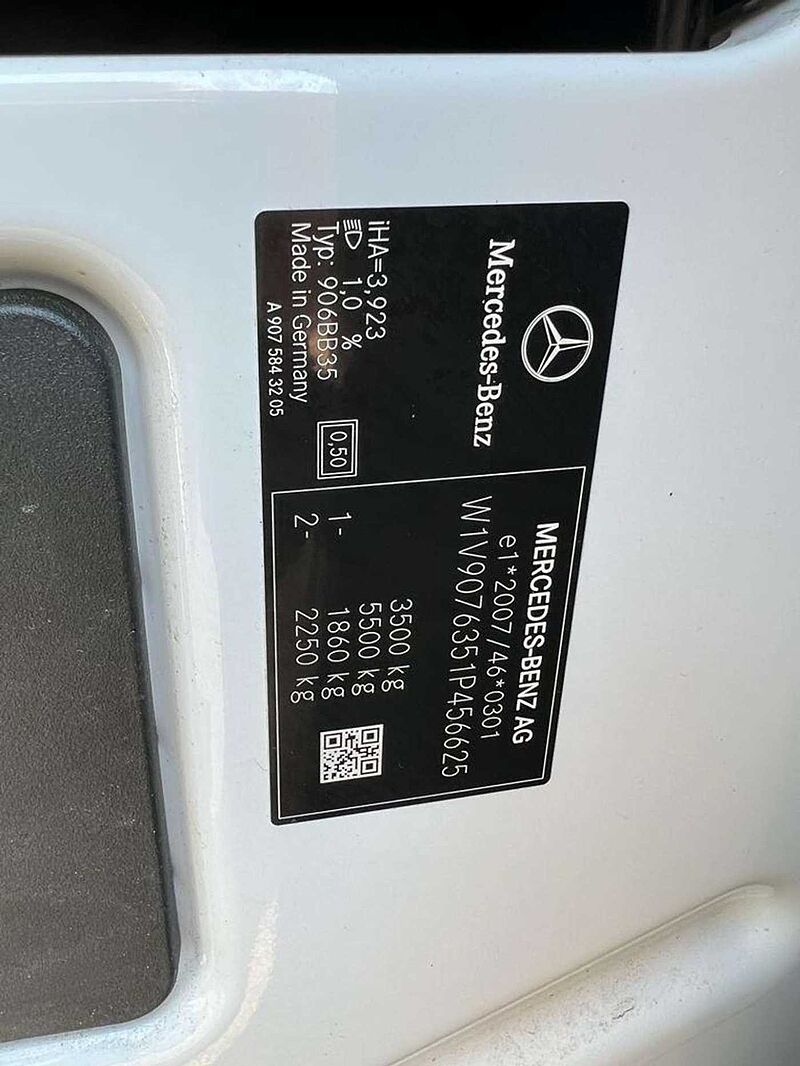 Mercedes-Benz
iHA=3,923
1,0 %
Typ: 906BB35
Made in Germany
A 907 584 32 05
0,50
MERCEDES-BENZ AG
e1*2007/46*0301
W1V9076351P456625
3500 kg
5500 kg
1- 1860 kg
2- 2250 kg